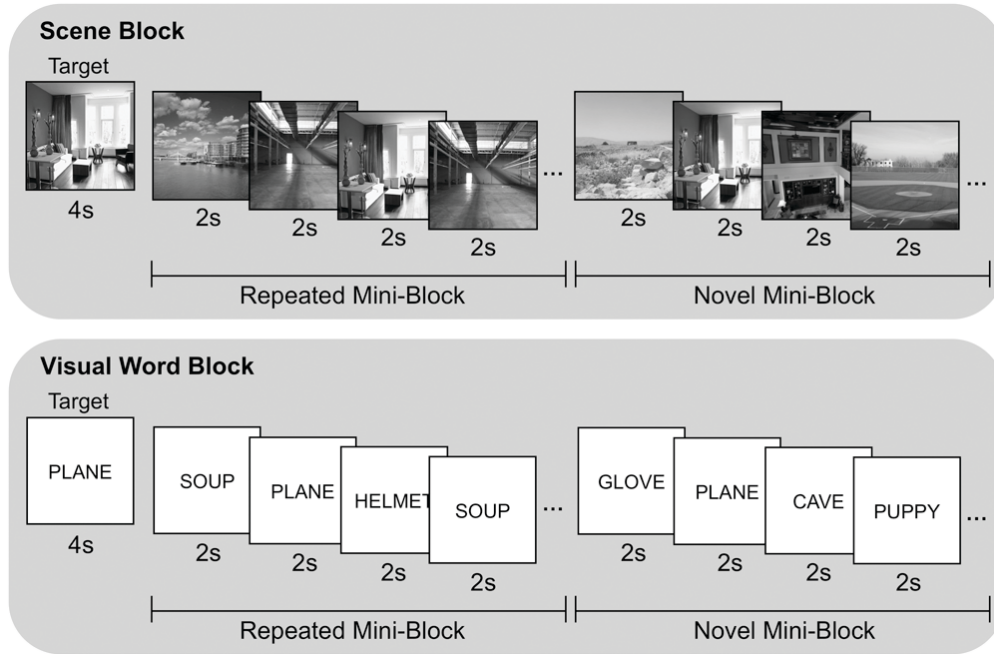 Scene Block
Target
4s
2s
2s
2s
2s
...
2s
2s
2s
2s
...
Repeated Mini-Block
Novel Mini-Block
Visual Word Block
Target
PLANE
4s
SOUP
PLANE
HELMET
SOUP
...
GLOVE
PLANE
CAVE
PUPPY
...
2s
2s
2s
2s
2s
2s
2s
2s
Repeated Mini-Block
Novel Mini-Block